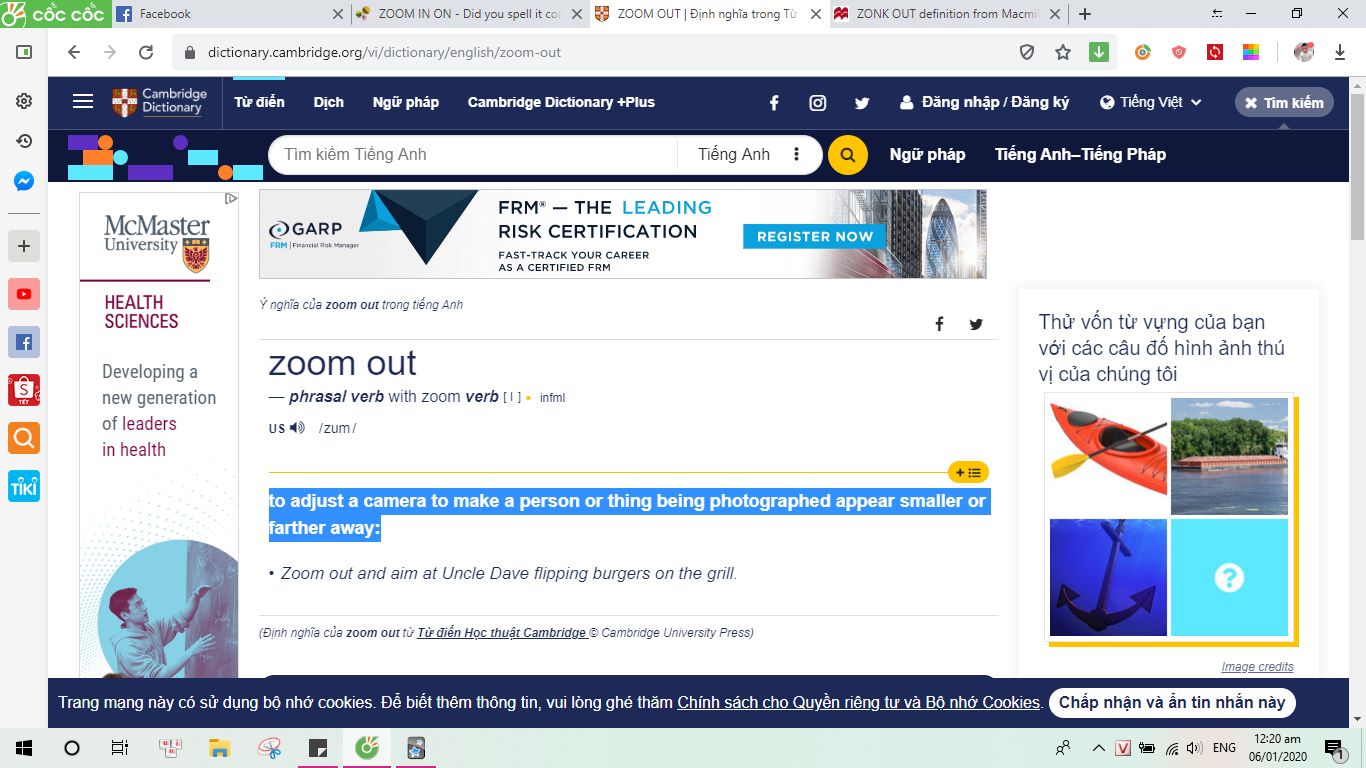 cốc cốc
Facebook
ZOOM IN ON - Did you spell it cor
ZOOM OUT | Định nghĩa trong Từ
ZONK OUT definition from Macmil
dictionary.cambridge.org/vi/dictionary/english/zoom-out
Cambridge
Dictionary
Từ điển
Dịch
Ngữ pháp
Cambridge Dictionary +Plus
Đăng nhập / Đăng ký
Tiếng Việt
Tìm kiếm
Tìm kiếm Tiếng Anh
Tiếng Anh
Ngữ pháp
Tiếng Anh–Tiếng Pháp
McMaster
University
HEALTH
SCIENCES
Developing a
new generation
of leaders
in health
GARP
FRM | Financial Risk Manager
FRM® — THE LEADING
RISK CERTIFICATION
FAST-TRACK YOUR CAREER
AS A CERTIFIED FRM
REGISTER NOW
Ý nghĩa của zoom out trong tiếng Anh
zoom out
— phrasal verb with zoom verb [ I ] • infml
US /zum/
to adjust a camera to make a person or thing being photographed appear smaller or
farther away:
• Zoom out and aim at Uncle Dave flipping burgers on the grill.
(Định nghĩa của zoom out từ Từ điển Học thuật Cambridge © Cambridge University Press)
Thử vốn từ vựng của bạn
với các câu đố hình ảnh thú
vị của chúng tôi
Image credits
TẾT
TIKI
Trang mạng này có sử dụng bộ nhớ cookies. Để biết thêm thông tin, vui lòng ghé thăm Chính sách cho Quyền riêng tư và Bộ nhớ Cookies.
Chấp nhận và ẩn tin nhắn này
ENG
12:20 am
06/01/2020
1